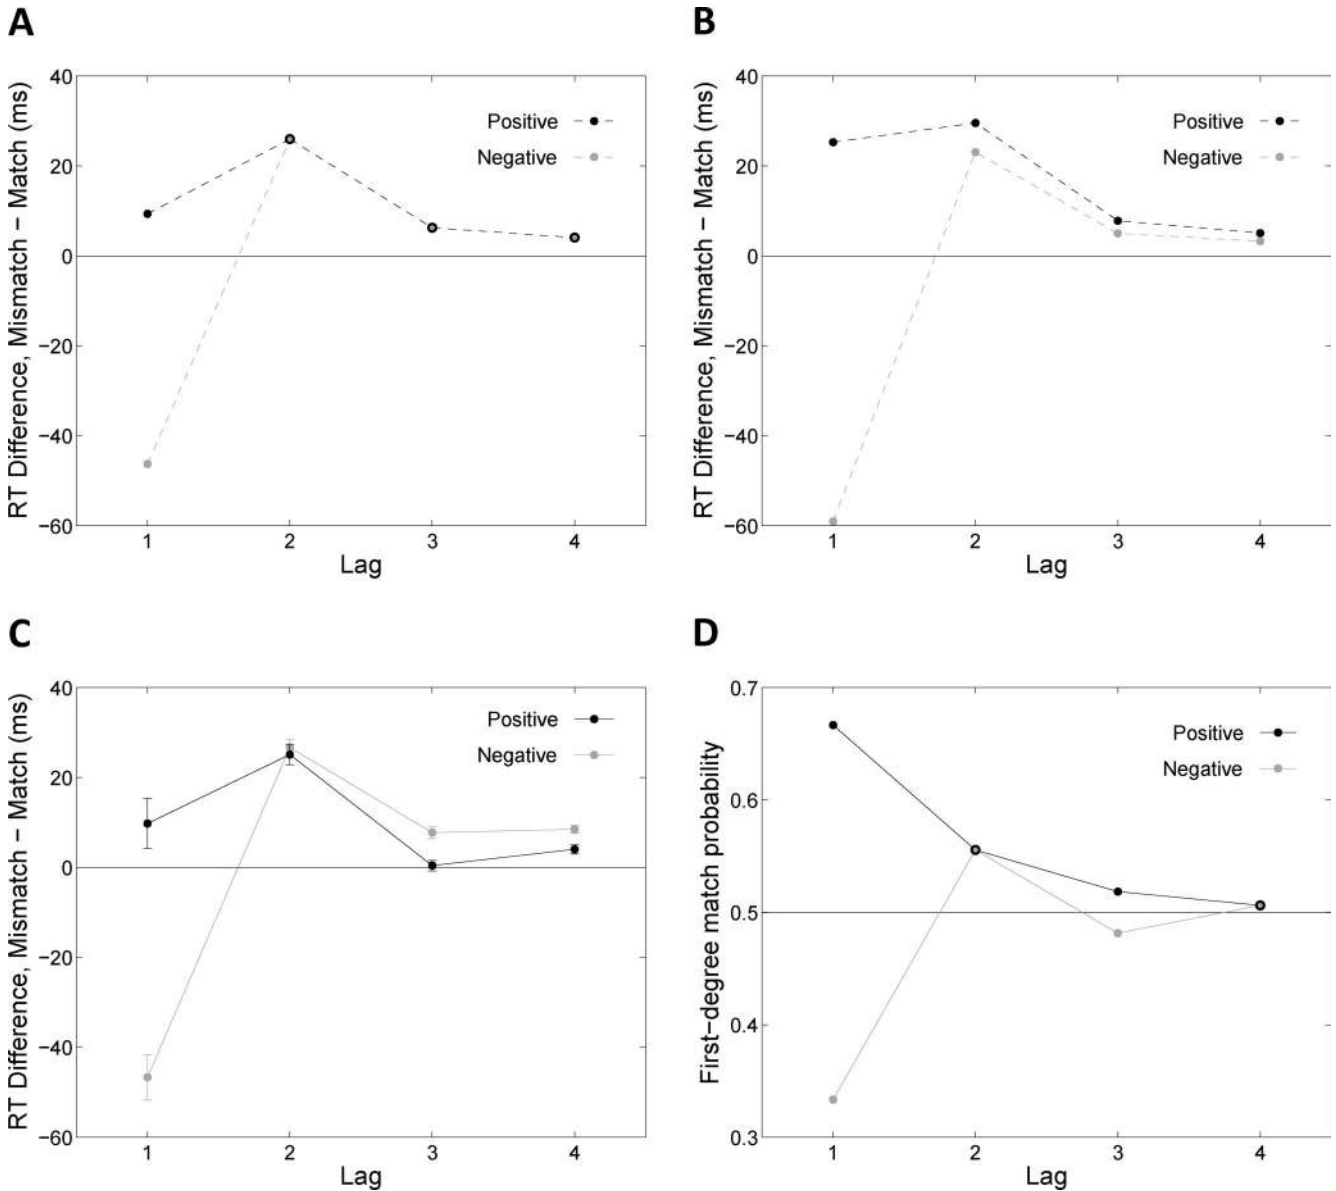 A
RT Difference, Mismatch − Match (ms)
40
20
0
−20
−40
−60
Positive
Negative
1 2 3 4
Lag
B
RT Difference, Mismatch − Match (ms)
40
20
0
−20
−40
−60
Positive
Negative
1 2 3 4
Lag
C
RT Difference, Mismatch − Match (ms)
40
20
0
−20
−40
−60
Positive
Negative
1 2 3 4
Lag
D
First−degree match probability
0.7
0.6
0.5
0.4
0.3
Positive
Negative
1 2 3 4
Lag